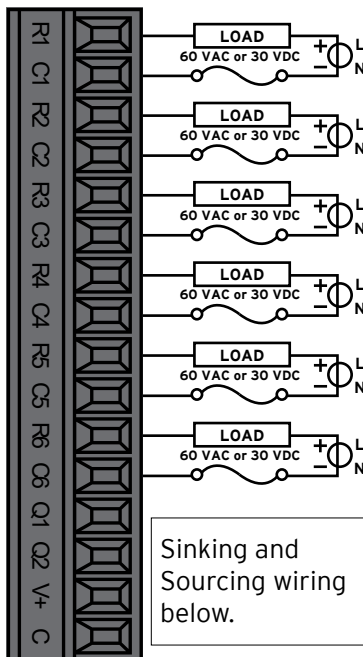 R1
LOAD
60 VAC or 30 VDC
+
L
C1
−
N
R2
LOAD
60 VAC or 30 VDC
+
L
C2
−
N
R3
LOAD
60 VAC or 30 VDC
+
L
C3
−
N
R4
LOAD
60 VAC or 30 VDC
+
L
C4
−
N
R5
LOAD
60 VAC or 30 VDC
+
L
C5
−
N
R6
LOAD
60 VAC or 30 VDC
+
L
C6
−
N
Q1
Q2
V+
C
Sinking and
Sourcing wiring
below.